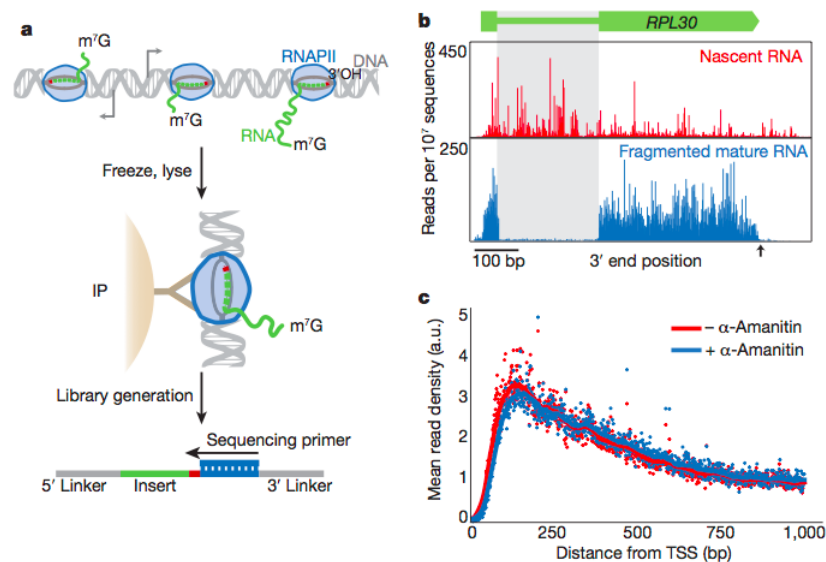 a
m⁷G
RNAPII
DNA
3′OH
m⁷G
RNA
m⁷G
Freeze, lyse
IP
m⁷G
Library generation
Sequencing primer
5′ Linker
Insert
3′ Linker
b
RPL30
450
Nascent RNA
250
Fragmented mature RNA
Reads per 10⁷ sequences
100 bp
3′ end position
c
5
4
3
2
1
0
Mean read density (a.u.)
– α-Amanitin
+ α-Amanitin
0 250 500 750 1,000
Distance from TSS (bp)